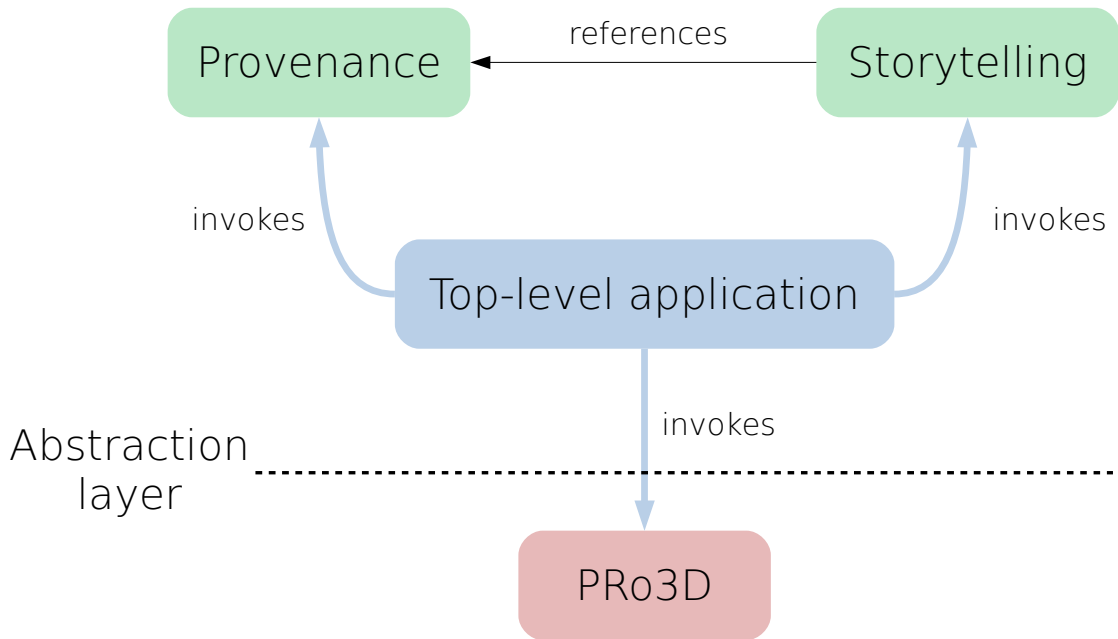 references
Provenance
Storytelling
invokes
invokes
Top-level application
invokes
Abstraction
layer
PRo3D